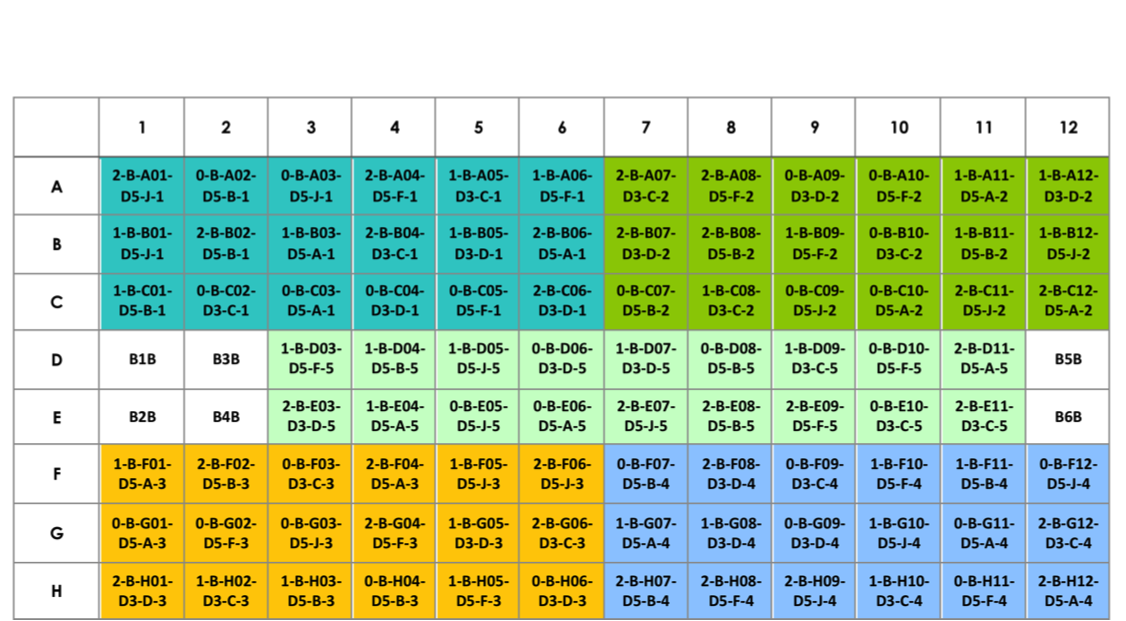 1 2 3 4 5 6 7 8 9 10 11 12
A 2-B-A01- 0-B-A02- 0-B-A03- 2-B-A04- 1-B-A05- 1-B-A06- 2-B-A07- 2-B-A08- 0-B-A09- 0-B-A10- 1-B-A11- 1-B-A12-
D5-J-1 D5-B-1 D5-J-1 D5-F-1 D3-C-1 D5-F-1 D3-C-2 D5-F-2 D3-D-2 D5-F-2 D5-A-2 D3-D-2
B 1-B-B01- 2-B-B02- 1-B-B03- 2-B-B04- 1-B-B05- 2-B-B06- 2-B-B07- 2-B-B08- 1-B-B09- 0-B-B10- 1-B-B11- 1-B-B12-
D5-J-1 D5-B-1 D5-A-1 D3-C-1 D3-D-1 D5-A-1 D3-D-2 D5-B-2 D5-F-2 D3-C-2 D5-B-2 D5-J-2
C 1-B-C01- 0-B-C02- 0-B-C03- 0-B-C04- 0-B-C05- 2-B-C06- 0-B-C07- 1-B-C08- 0-B-C09- 0-B-C10- 2-B-C11- 2-B-C12-
D5-B-1 D3-C-1 D5-A-1 D3-D-1 D5-F-1 D3-D-1 D5-B-2 D3-C-2 D5-J-2 D5-A-2 D5-J-2 D5-A-2
D B1B B3B 1-B-D03- 1-B-D04- 1-B-D05- 0-B-D06- 1-B-D07- 0-B-D08- 1-B-D09- 0-B-D10- 2-B-D11- B5B
D5-F-5 D5-B-5 D5-J-5 D3-D-5 D3-D-5 D5-B-5 D3-C-5 D5-F-5 D5-A-5
E B2B B4B 2-B-E03- 1-B-E04- 0-B-E05- 0-B-E06- 2-B-E07- 2-B-E08- 2-B-E09- 0-B-E10- 2-B-E11- B6B
D3-D-5 D5-A-5 D5-J-5 D5-A-5 D5-J-5 D5-B-5 D5-F-5 D3-C-5 D3-C-5
F 1-B-F01- 2-B-F02- 0-B-F03- 2-B-F04- 1-B-F05- 2-B-F06- 0-B-F07- 2-B-F08- 0-B-F09- 1-B-F10- 1-B-F11- 0-B-F12-
D5-A-3 D5-B-3 D3-C-3 D5-A-3 D5-J-3 D5-J-3 D5-B-4 D3-D-4 D3-C-4 D5-F-4 D5-B-4 D5-J-4
G 0-B-G01- 0-B-G02- 0-B-G03- 2-B-G04- 1-B-G05- 2-B-G06- 1-B-G07- 1-B-G08- 0-B-G09- 1-B-G10- 0-B-G11- 2-B-G12-
D5-A-3 D5-F-3 D5-J-3 D5-F-3 D3-D-3 D3-C-3 D5-A-4 D3-D-4 D3-D-4 D5-J-4 D5-A-4 D3-C-4
H 2-B-H01- 1-B-H02- 1-B-H03- 0-B-H04- 1-B-H05- 0-B-H06- 2-B-H07- 2-B-H08- 2-B-H09- 1-B-H10- 0-B-H11- 2-B-H12-
D3-D-3 D3-C-3 D5-B-3 D5-B-3 D5-F-3 D3-D-3 D5-B-4 D5-F-4 D5-J-4 D3-C-4 D5-F-4 D5-A-4